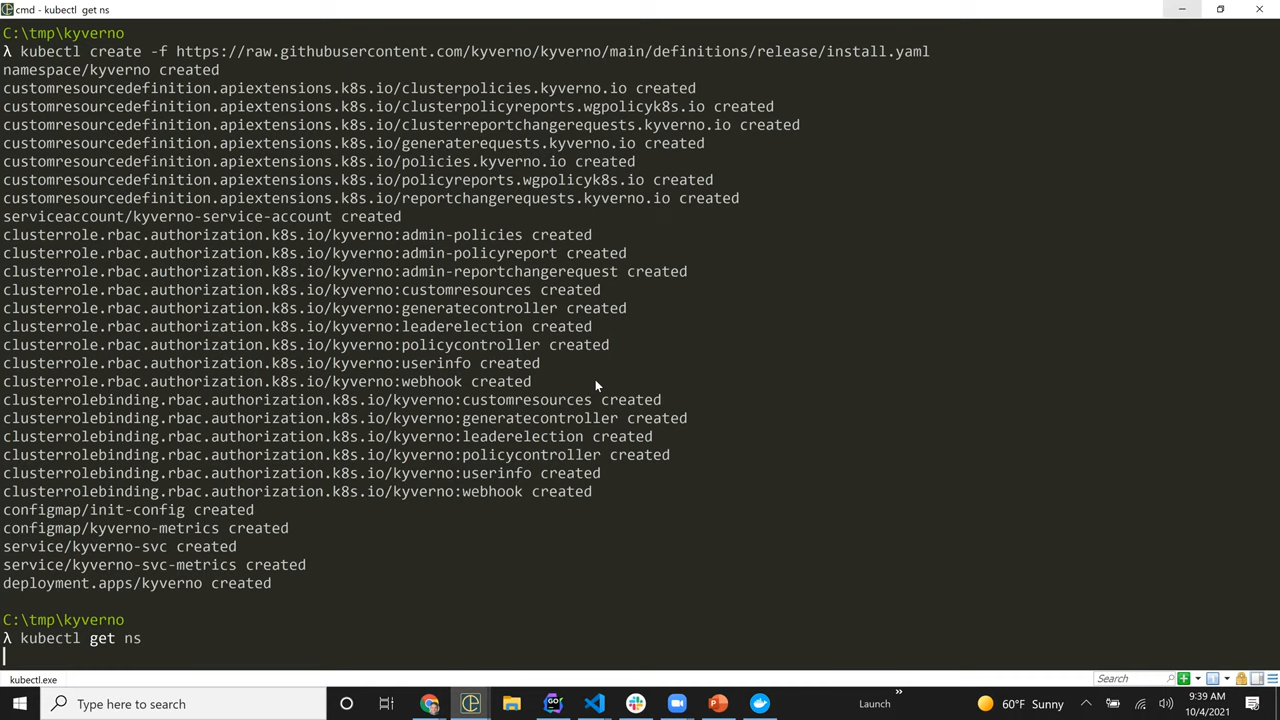 cmd - kubectl  get ns
C:\tmp\kyverno
λ kubectl create -f https://raw.githubusercontent.com/kyverno/kyverno/main/definitions/release/install.yaml
namespace/kyverno created
customresourcedefinition.apiextensions.k8s.io/clusterpolicies.kyverno.io created
customresourcedefinition.apiextensions.k8s.io/clusterpolicyreports.wgpolicyk8s.io created
customresourcedefinition.apiextensions.k8s.io/clusterreportchangerequests.kyverno.io created
customresourcedefinition.apiextensions.k8s.io/generaterequests.kyverno.io created
customresourcedefinition.apiextensions.k8s.io/policies.kyverno.io created
customresourcedefinition.apiextensions.k8s.io/policyreports.wgpolicyk8s.io created
customresourcedefinition.apiextensions.k8s.io/reportchangerequests.kyverno.io created
serviceaccount/kyverno-service-account created
clusterrole.rbac.authorization.k8s.io/kyverno:admin-policies created
clusterrole.rbac.authorization.k8s.io/kyverno:admin-policyreport created
clusterrole.rbac.authorization.k8s.io/kyverno:admin-reportchangerequest created
clusterrole.rbac.authorization.k8s.io/kyverno:customresources created
clusterrole.rbac.authorization.k8s.io/kyverno:generatecontroller created
clusterrole.rbac.authorization.k8s.io/kyverno:leaderelection created
clusterrole.rbac.authorization.k8s.io/kyverno:policycontroller created
clusterrole.rbac.authorization.k8s.io/kyverno:userinfo created
clusterrole.rbac.authorization.k8s.io/kyverno:webhook created
clusterrolebinding.rbac.authorization.k8s.io/kyverno:customresources created
clusterrolebinding.rbac.authorization.k8s.io/kyverno:generatecontroller created
clusterrolebinding.rbac.authorization.k8s.io/kyverno:leaderelection created
clusterrolebinding.rbac.authorization.k8s.io/kyverno:policycontroller created
clusterrolebinding.rbac.authorization.k8s.io/kyverno:userinfo created
clusterrolebinding.rbac.authorization.k8s.io/kyverno:webhook created
configmap/init-config created
configmap/kyverno-metrics created
service/kyverno-svc created
service/kyverno-svc-metrics created
deployment.apps/kyverno created
C:\tmp\kyverno
λ kubectl get ns
kubectl.exe
Search
Type here to search
GO
Launch
»
60°F Sunny
9:39 AM
10/4/2021